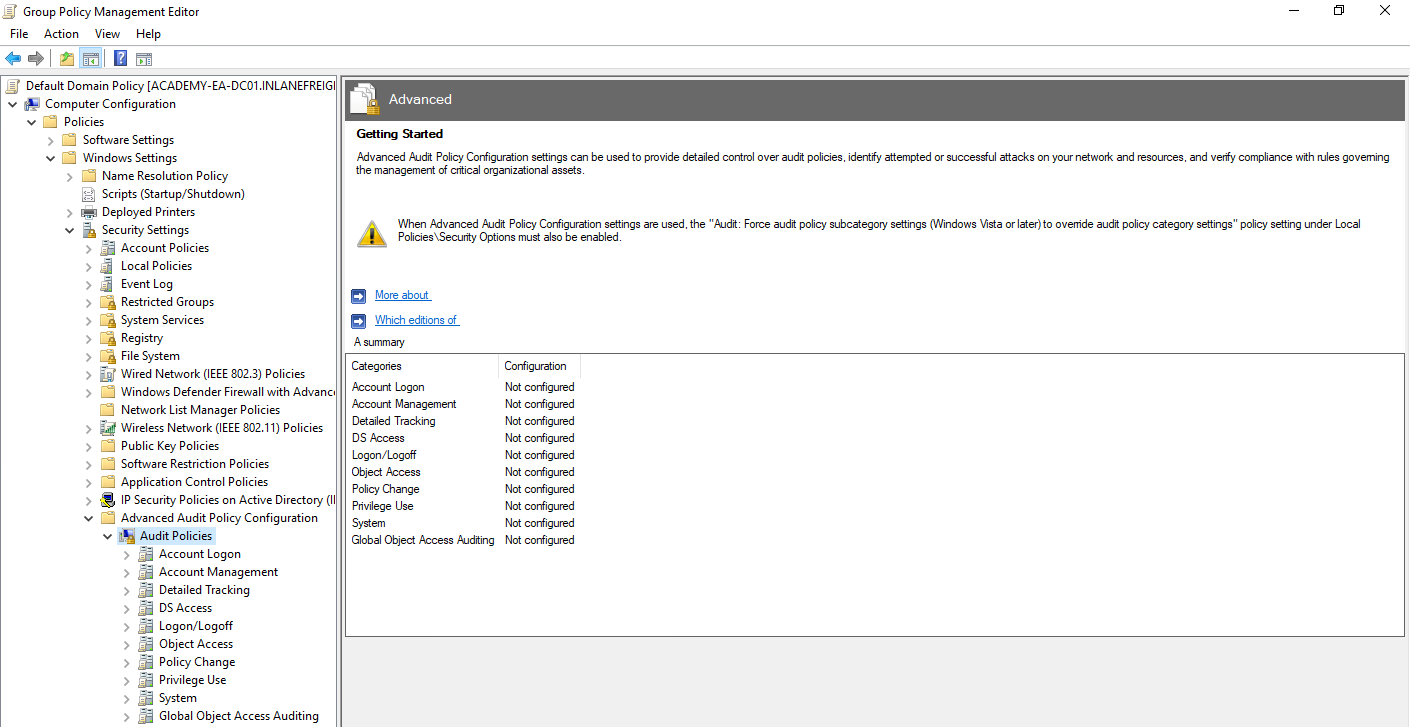 Group Policy Management Editor
File Action View Help
Default Domain Policy [ACADEMY-EA-DC01.INLANEFREIG
Computer Configuration
Policies
Software Settings
Windows Settings
Name Resolution Policy
Scripts (Startup/Shutdown)
Deployed Printers
Security Settings
Account Policies
Local Policies
Event Log
Restricted Groups
System Services
Registry
File System
Wired Network (IEEE 802.3) Policies
Windows Defender Firewall with Advanc
Network List Manager Policies
Wireless Network (IEEE 802.11) Policies
Public Key Policies
Software Restriction Policies
Application Control Policies
IP Security Policies on Active Directory (I
Advanced Audit Policy Configuration
Audit Policies
Account Logon
Account Management
Detailed Tracking
DS Access
Logon/Logoff
Object Access
Policy Change
Privilege Use
System
Global Object Access Auditing
Advanced
Getting Started
Advanced Audit Policy Configuration settings can be used to provide detailed control over audit policies, identify attempted or successful attacks on your network and resources, and verify compliance with rules governing
the management of critical organizational assets.
When Advanced Audit Policy Configuration settings are used, the "Audit: Force audit policy subcategory settings (Windows Vista or later) to override audit policy category settings" policy setting under Local
Policies\Security Options must also be enabled.
More about
Which editions of
A summary
Categories Configuration
Account Logon Not configured
Account Management Not configured
Detailed Tracking Not configured
DS Access Not configured
Logon/Logoff Not configured
Object Access Not configured
Policy Change Not configured
Privilege Use Not configured
System Not configured
Global Object Access Auditing Not configured